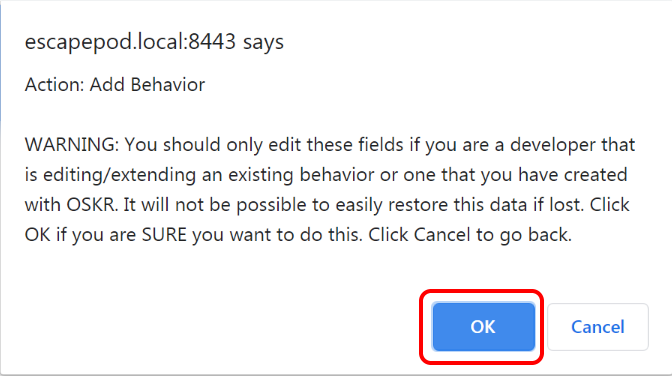 escapepod.local:8443 says
Action: Add Behavior
WARNING: You should only edit these fields if you are a developer that
is editing/extending an existing behavior or one that you have created
with OSKR. It will not be possible to easily restore this data if lost. Click
OK if you are SURE you want to do this. Click Cancel to go back.
OK
Cancel